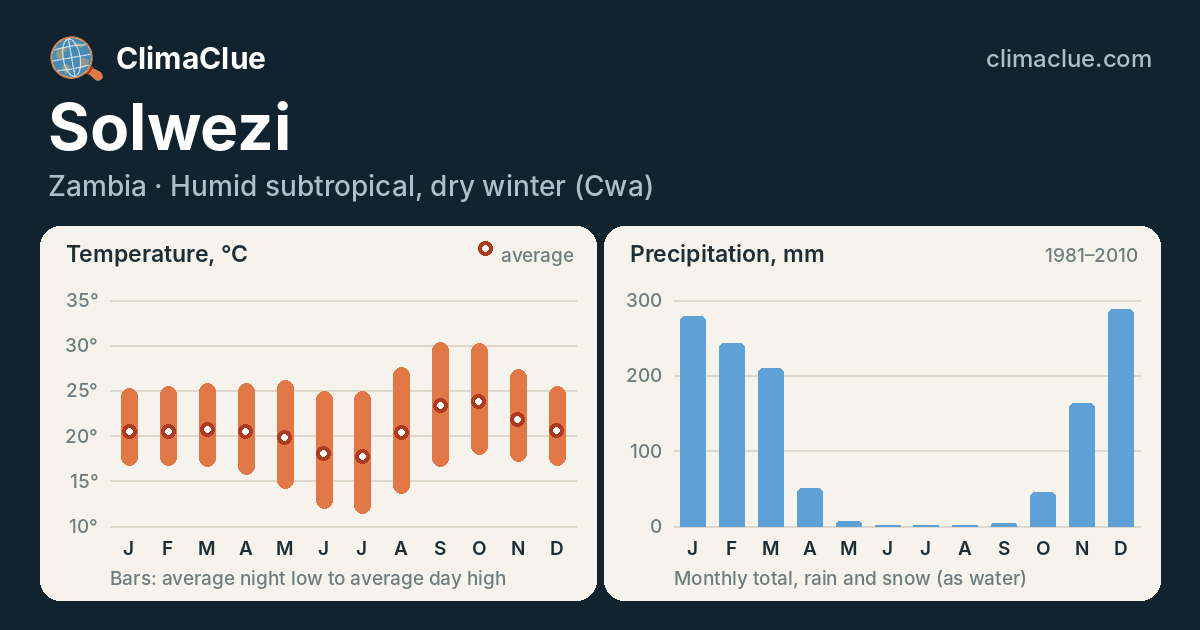 ClimaClue
climaclue.com
Solwezi
Zambia · Humid subtropical, dry winter (Cwa)
Temperature, °C
average
35°
30°
25°
20°
15°
10°
J F M A M J J A S O N D
Bars: average night low to average day high
Precipitation, mm
1981–2010
300
200
100
0
J F M A M J J A S O N D
Monthly total, rain and snow (as water)